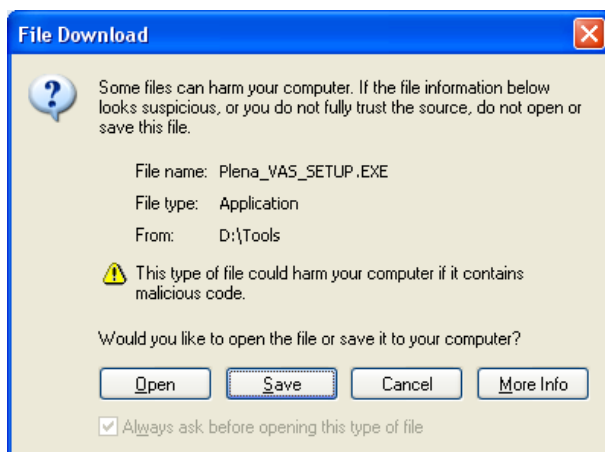 File Download
Some files can harm your computer. If the file information below
looks suspicious, or you do not fully trust the source, do not open or
save this file.
File name: Plena_VAS_SETUP.EXE
File type: Application
From: D:\Tools
This type of file could harm your computer if it contains
malicious code.
Would you like to open the file or save it to your computer?
Open Save Cancel More Info
Always ask before opening this type of file